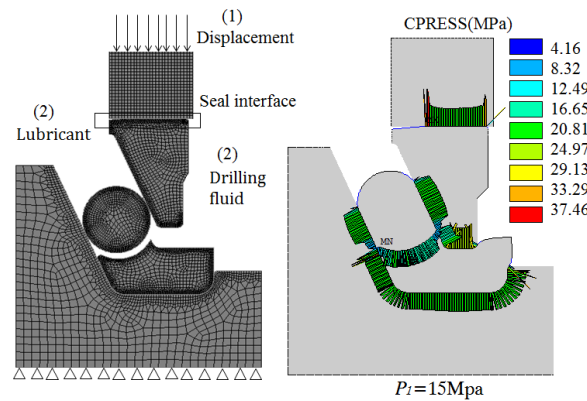 (1)
Displacement
(2)
Lubricant
Seal interface
(2)
Drilling
fluid
CPRESS(MPa)
4.16
8.32
12.49
16.65
20.81
24.97
29.13
33.29
37.46
MN
P1=15Mpa